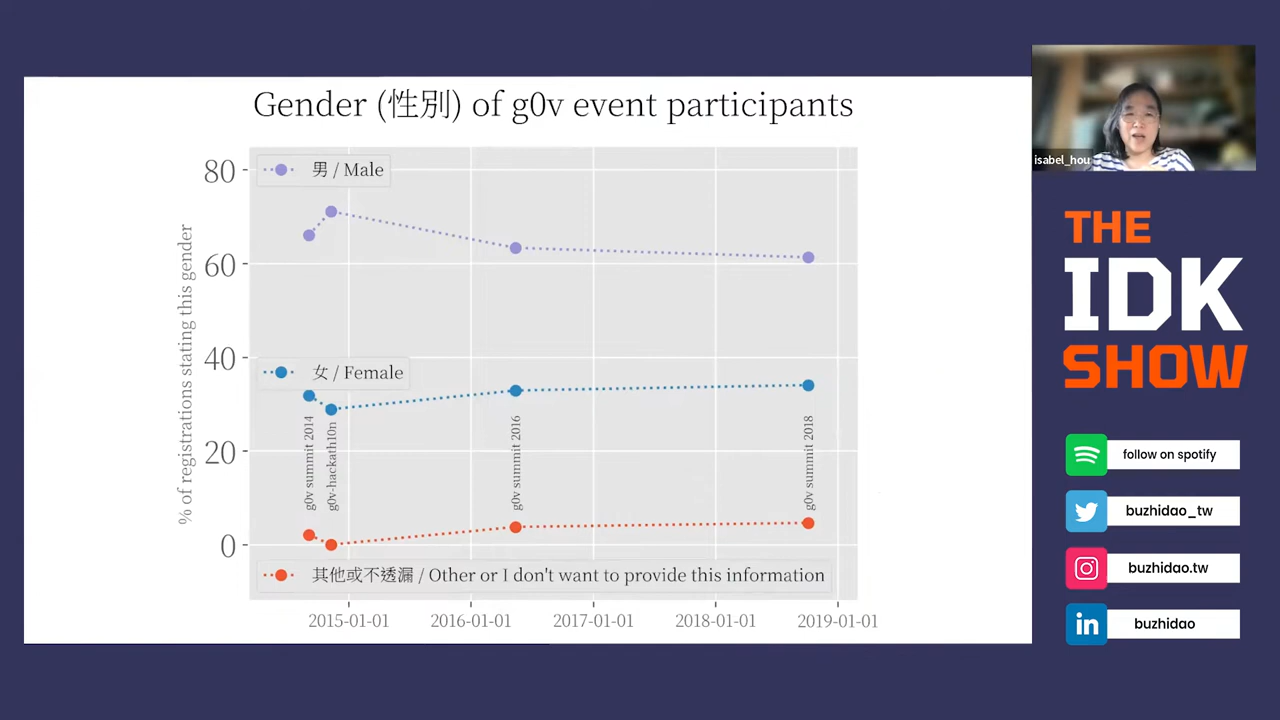 Gender (性別) of g0v event participants
% of registrations stating this gender
80
60
40
20
0
男 / Male
女 / Female
其他或不透漏 / Other or I don't want to provide this information
g0v summit 2014
g0v-hackath10n
g0v summit 2016
g0v summit 2018
2015-01-01
2016-01-01
2017-01-01
2018-01-01
2019-01-01
isabel_hou
THE
IDK
SHOW
follow on spotify
buzhidao_tw
buzhidao.tw
in
buzhidao